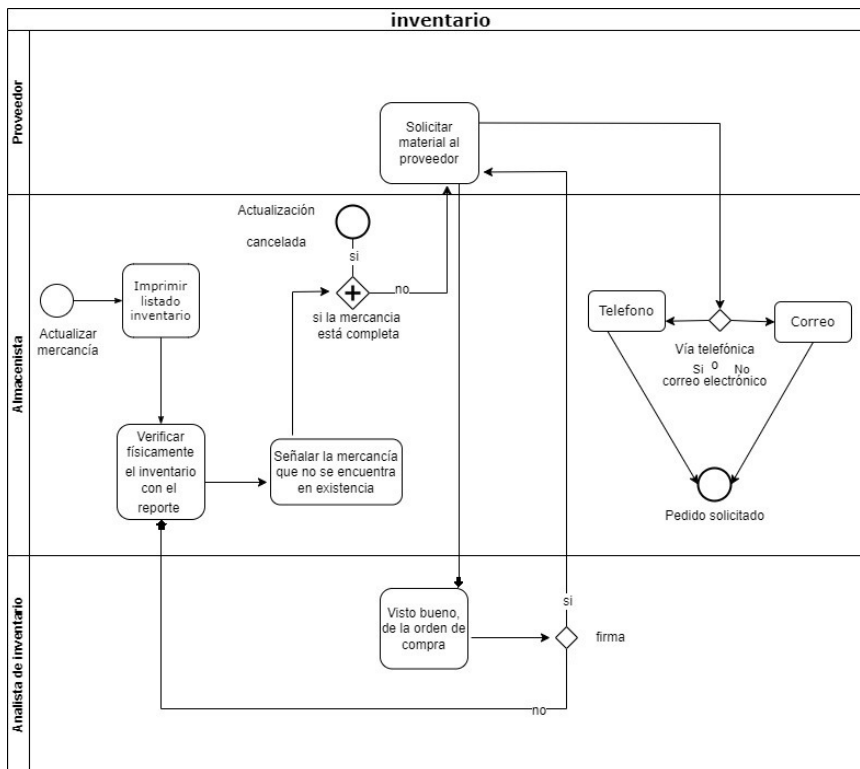 inventario
Proveedor
Solicitar
material al
proveedor
Almacenista
Actualización
cancelada
si
no
si la mercancia
está completa
Imprimir
listado
inventario
Actualizar
mercancía
Verificar
físicamente
el inventario
con el
reporte
Señalar la mercancía
que no se encuentra
en existencia
Telefono
Correo
Vía telefónica
Si o No
correo electrónico
Pedido solicitado
Analista de inventario
Visto bueno,
de la orden de
compra
si
firma
no